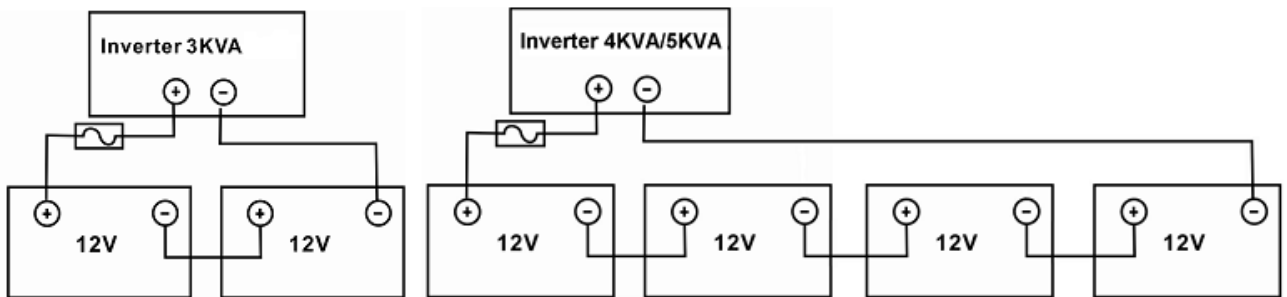 Inverter 3KVA
+ −
+ − + −
12V 12V
Inverter 4KVA/5KVA
+ −
+ − + − + − + −
12V 12V 12V 12V